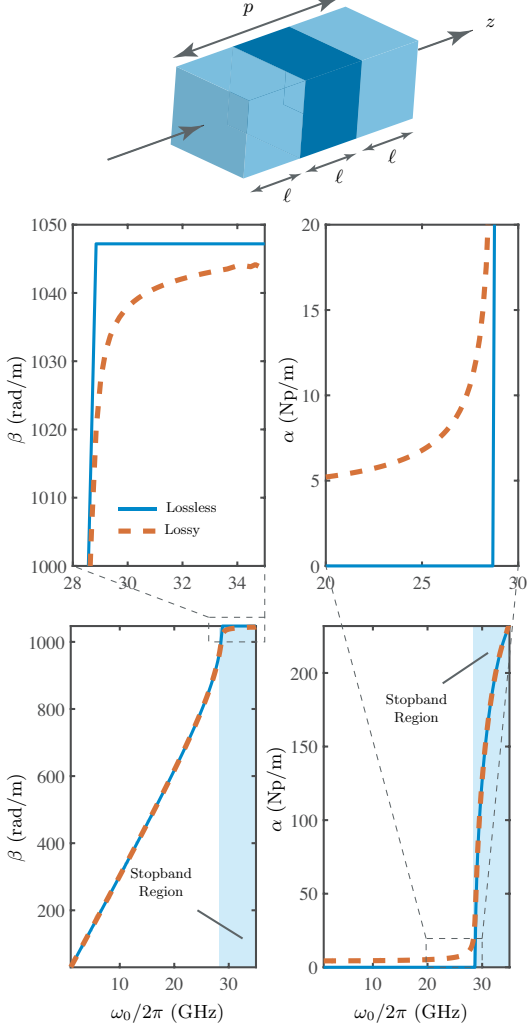 p
z
ℓ
ℓ
ℓ
1050
1040
1030
1020
1010
1000
β (rad/m)
28
30
32
34
Lossless
Lossy
20
15
10
5
0
α (Np/m)
20
25
30
1000
800
600
400
200
β (rad/m)
10
20
30
ω₀/2π (GHz)
Stopband
Region
200
150
100
50
0
α (Np/m)
10
20
30
ω₀/2π (GHz)
Stopband
Region